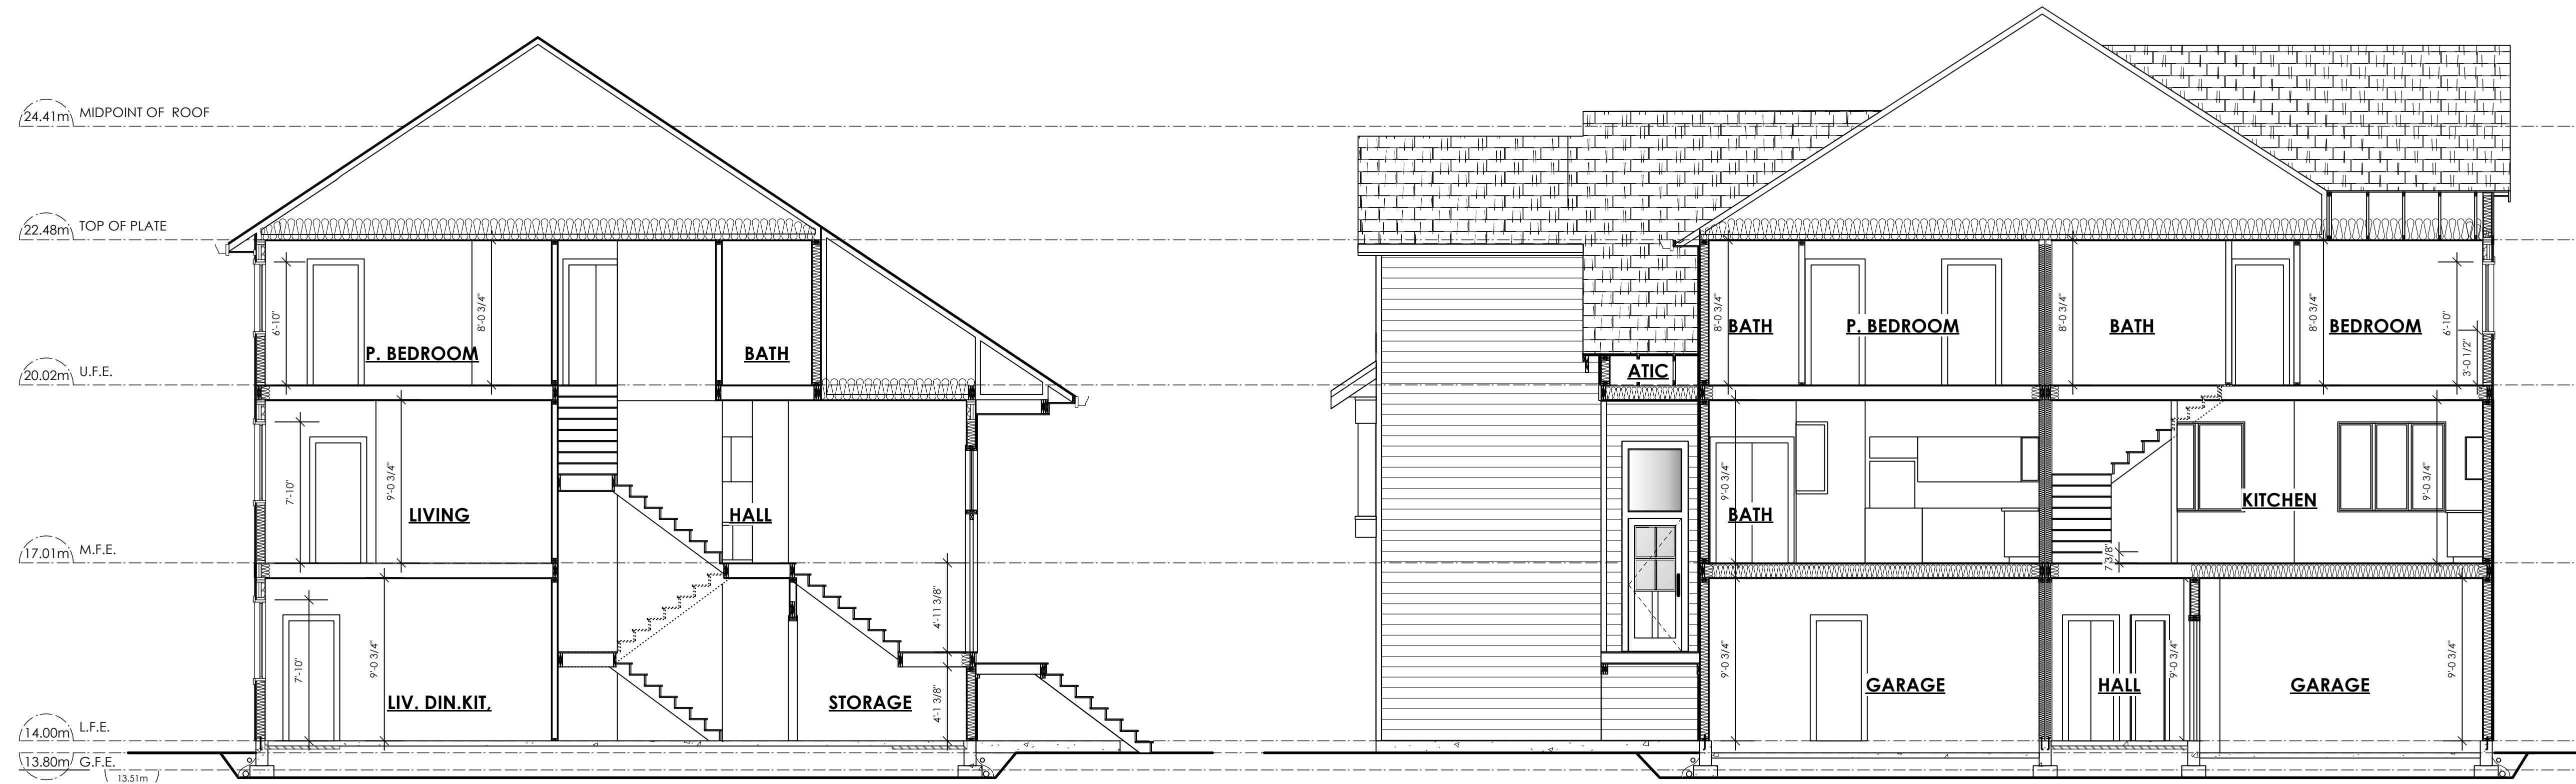 24.41m MIDPOINT OF ROOF
22.48m TOP OF PLATE
6'-10"
8'-0 3/4"
P. BEDROOM
BATH
20.02m U.F.E.
7'-10"
9'-0 3/4"
LIVING
HALL
17.01m M.F.E.
7'-10"
9'-0 3/4"
LIV. DIN.KIT,
STORAGE
4'-11 3/8"
4'-1 3/8"
14.00m L.F.E.
13.80m G.F.E.
13.51m
8'-0 3/4"
BATH
P. BEDROOM
8'-0 3/4"
BATH
8'-0 3/4"
BEDROOM
6'-10"
3'-0 1/2"
ATIC
9'-0 3/4"
BATH
7 3/8"
KITCHEN
9'-0 3/4"
9'-0 3/4"
GARAGE
HALL
9'-0 3/4"
GARAGE
9'-0 3/4"